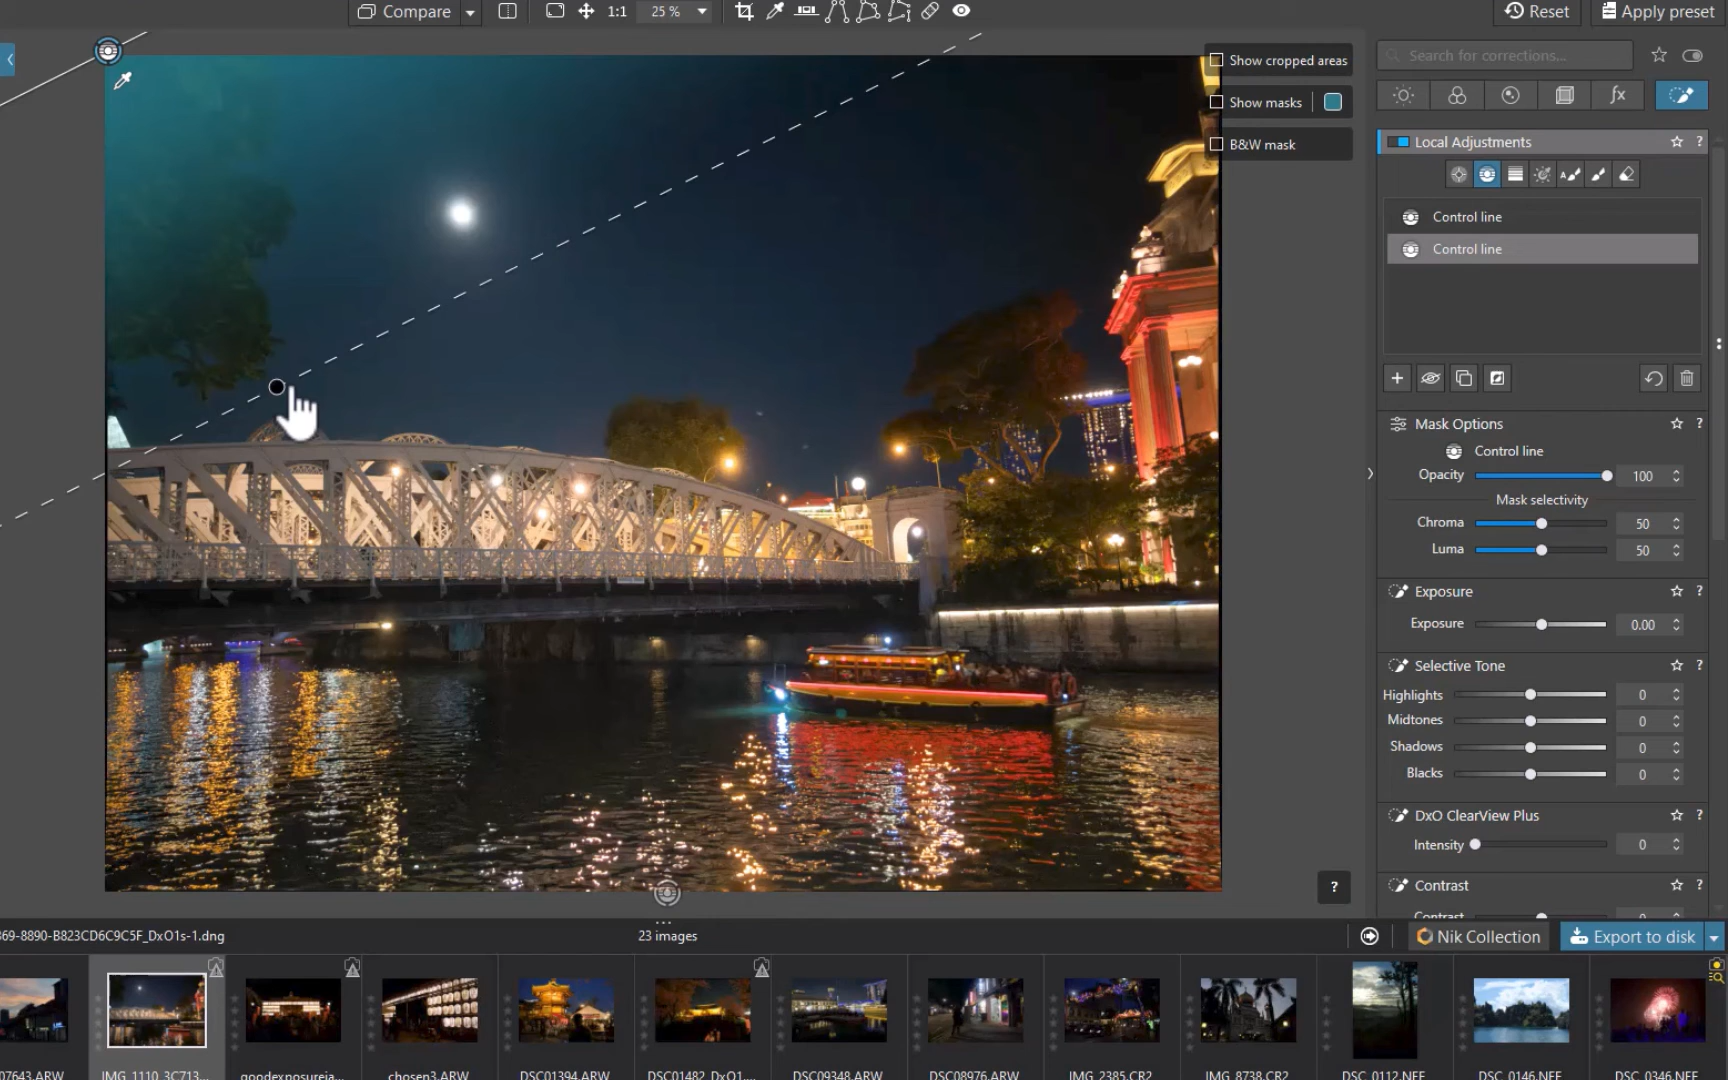 Compare
1:1
25 %
Reset
Apply preset
Show cropped areas
Show masks
B&W mask
Search for corrections...
fx
Local Adjustments
?
A
Control line
Control line
Mask Options
?
Control line
Opacity
100
Mask selectivity
Chroma
50
Luma
50
Exposure
?
Exposure
0.00
Selective Tone
?
Highlights
0
Midtones
0
Shadows
0
Blacks
0
DxO ClearView Plus
?
Intensity
0
Contrast
?
Contrast
0
?
369-8890-B823CD6C9C5F_DxO1s-1.dng
23 images
Nik Collection
Export to disk
07643.ARW
IMG_1110_3C713...
goodexposureja...
chosen3.ARW
DSC01394.ARW
DSC01482_DxO1....
DSC09348.ARW
DSC08976.ARW
IMG_2385.CR2
IMG_8738.CR2
DSC_0112.NEF
DSC_0146.NEF
DSC_0346.NEF